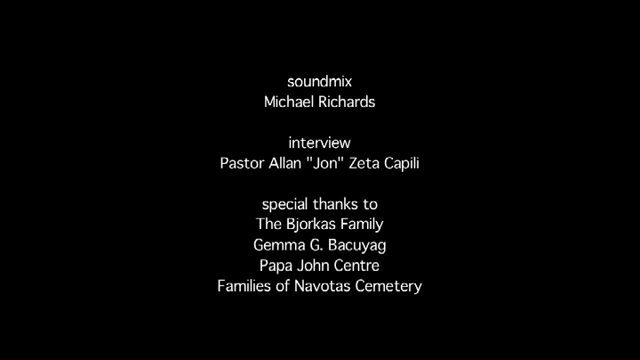 soundmix
Michael Richards
interview
Pastor Allan "Jon" Zeta Capili
special thanks to
The Bjorkas Family
Gemma G. Bacuyag
Papa John Centre
Families of Navotas Cemetery